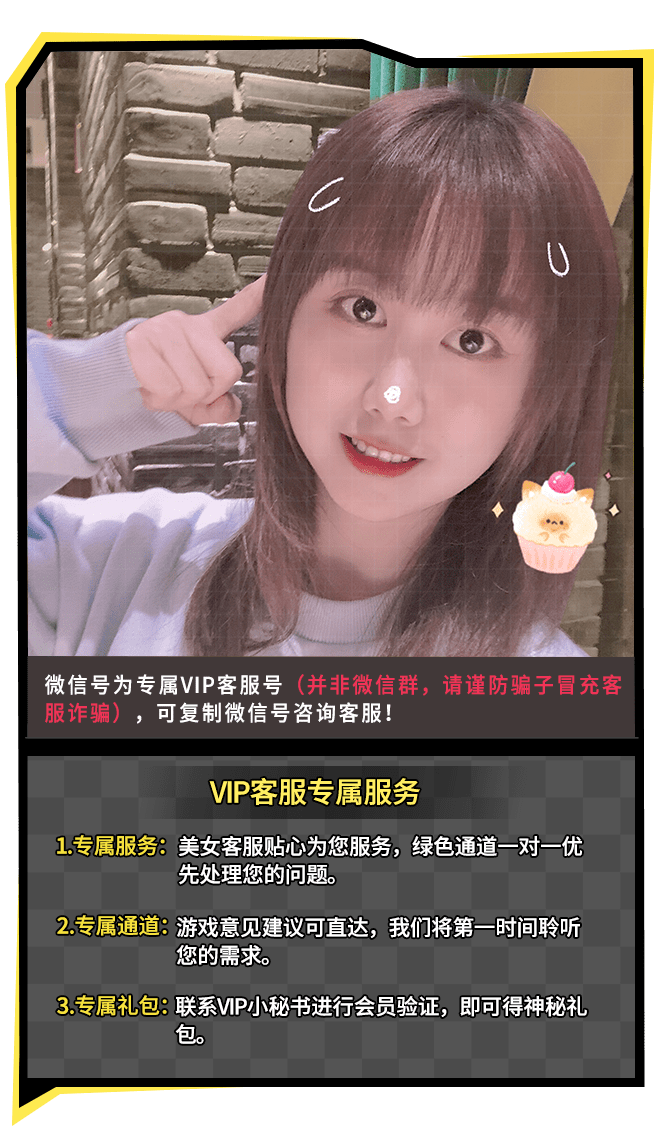 微信号为专属VIP客服号（并非微信群，请谨防骗子冒充客
服诈骗），可复制微信号咨询客服！
VIP客服专属服务
1.专属服务：美女客服贴心为您服务，绿色通道一对一优
先处理您的问题。
2.专属通道：游戏意见建议可直达，我们将第一时间聆听
您的需求。
3.专属礼包：联系VIP小秘书进行会员验证，即可得神秘礼
包。